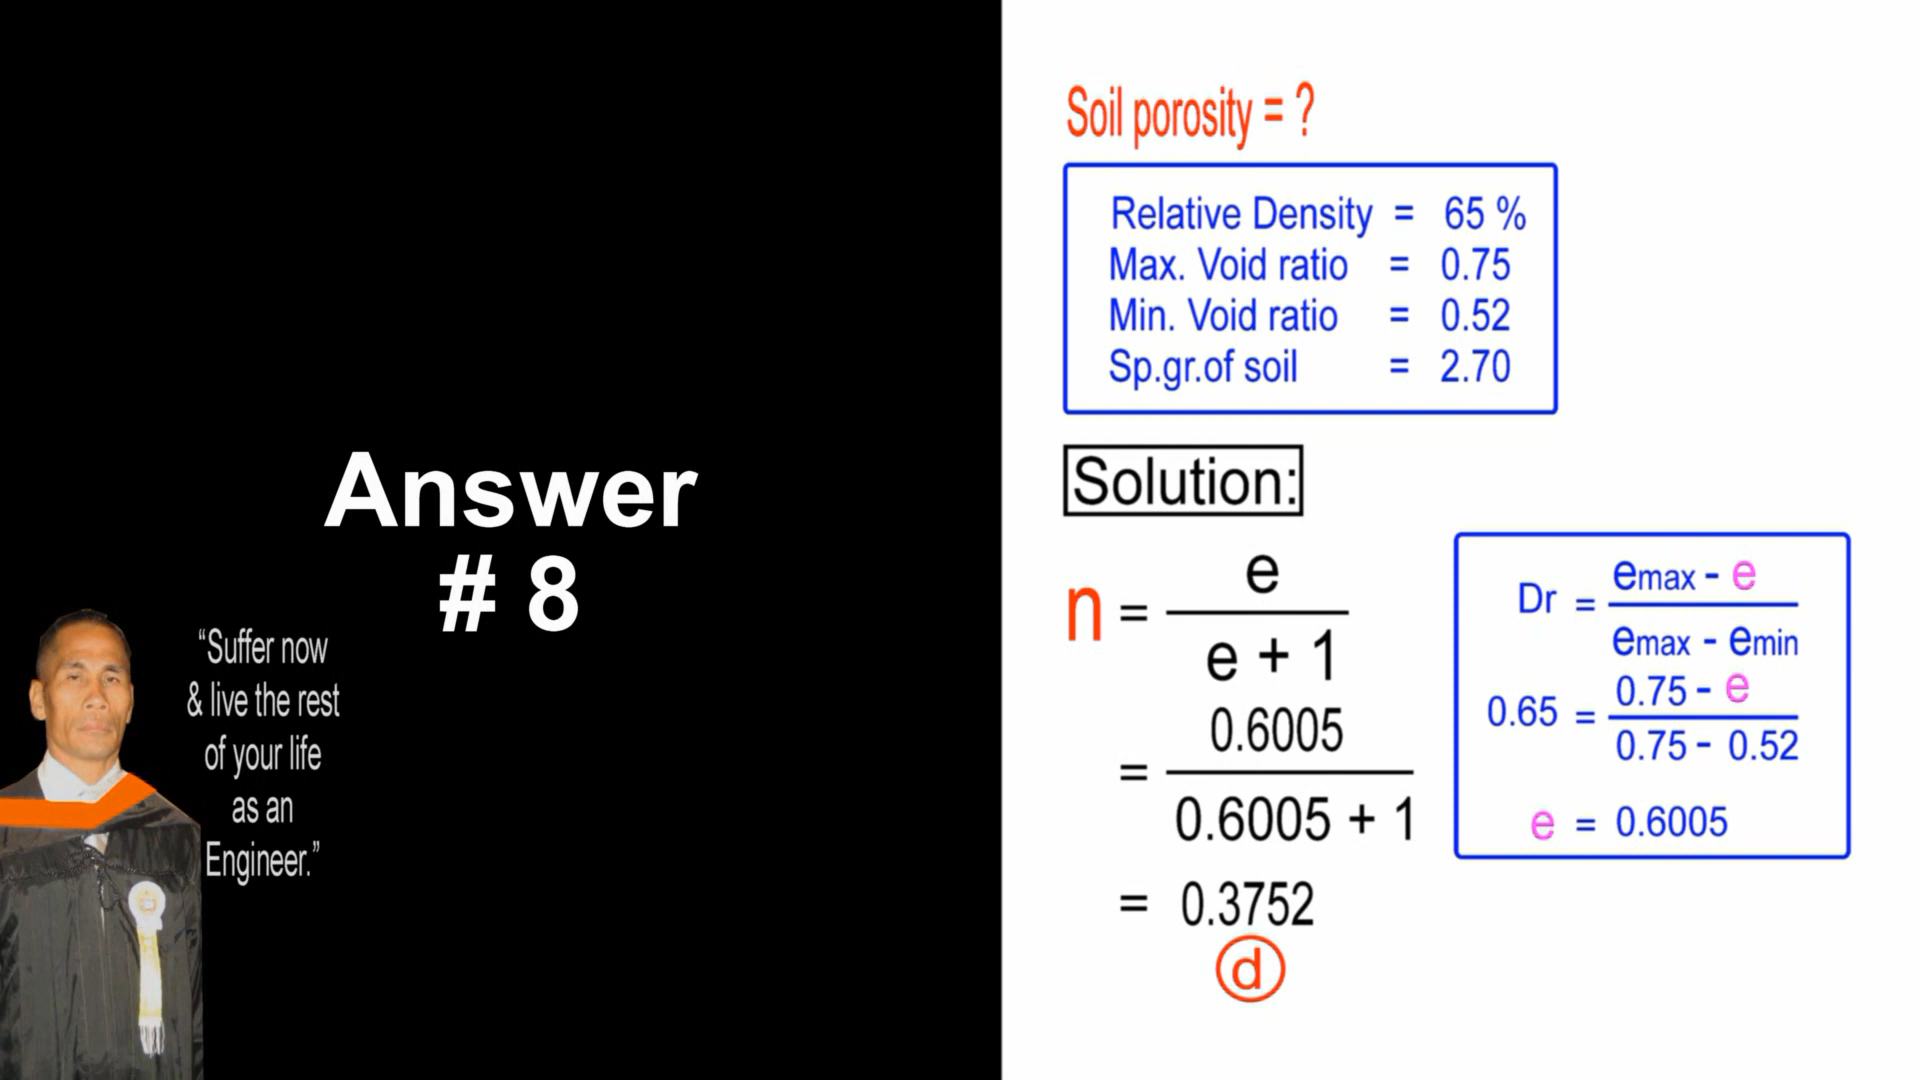 Answer
# 8
“Suffer now
& live the rest
of your life
as an
Engineer.”
Soil porosity = ?
Relative Density = 65 %
Max. Void ratio = 0.75
Min. Void ratio = 0.52
Sp.gr.of soil = 2.70
Solution:
n = e / e + 1
= 0.6005 / 0.6005 + 1
= 0.3752
d
Dr = emax - e / emax - emin
0.65 = 0.75 - e / 0.75 - 0.52
e = 0.6005